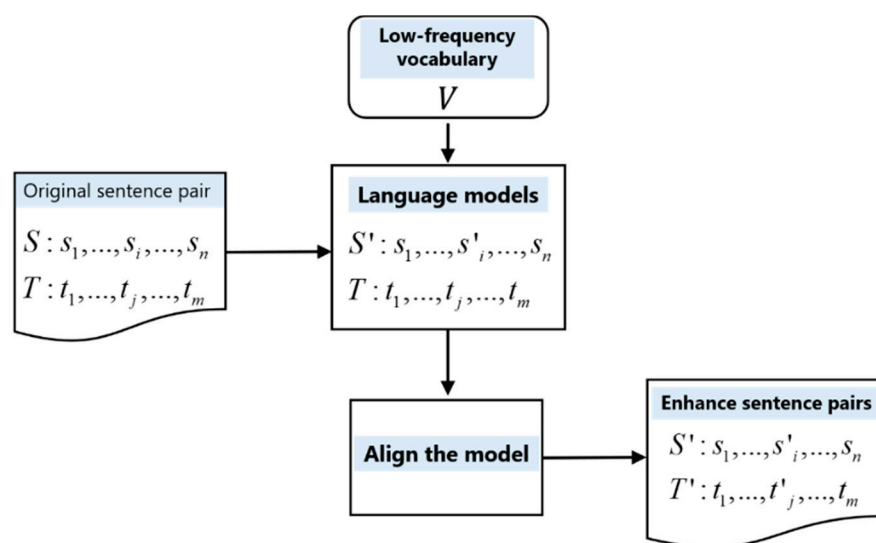 Low-frequency
vocabulary
V
Original sentence pair
S : s₁,...,sᵢ,...,sₙ
T : t₁,...,tⱼ,...,tₘ
Language models
S' : s₁,...,s'ᵢ,...,sₙ
T : t₁,...,tⱼ,...,tₘ
Align the model
Enhance sentence pairs
S' : s₁,...,s'ᵢ,...,sₙ
T' : t₁,...,t'ⱼ,...,tₘ